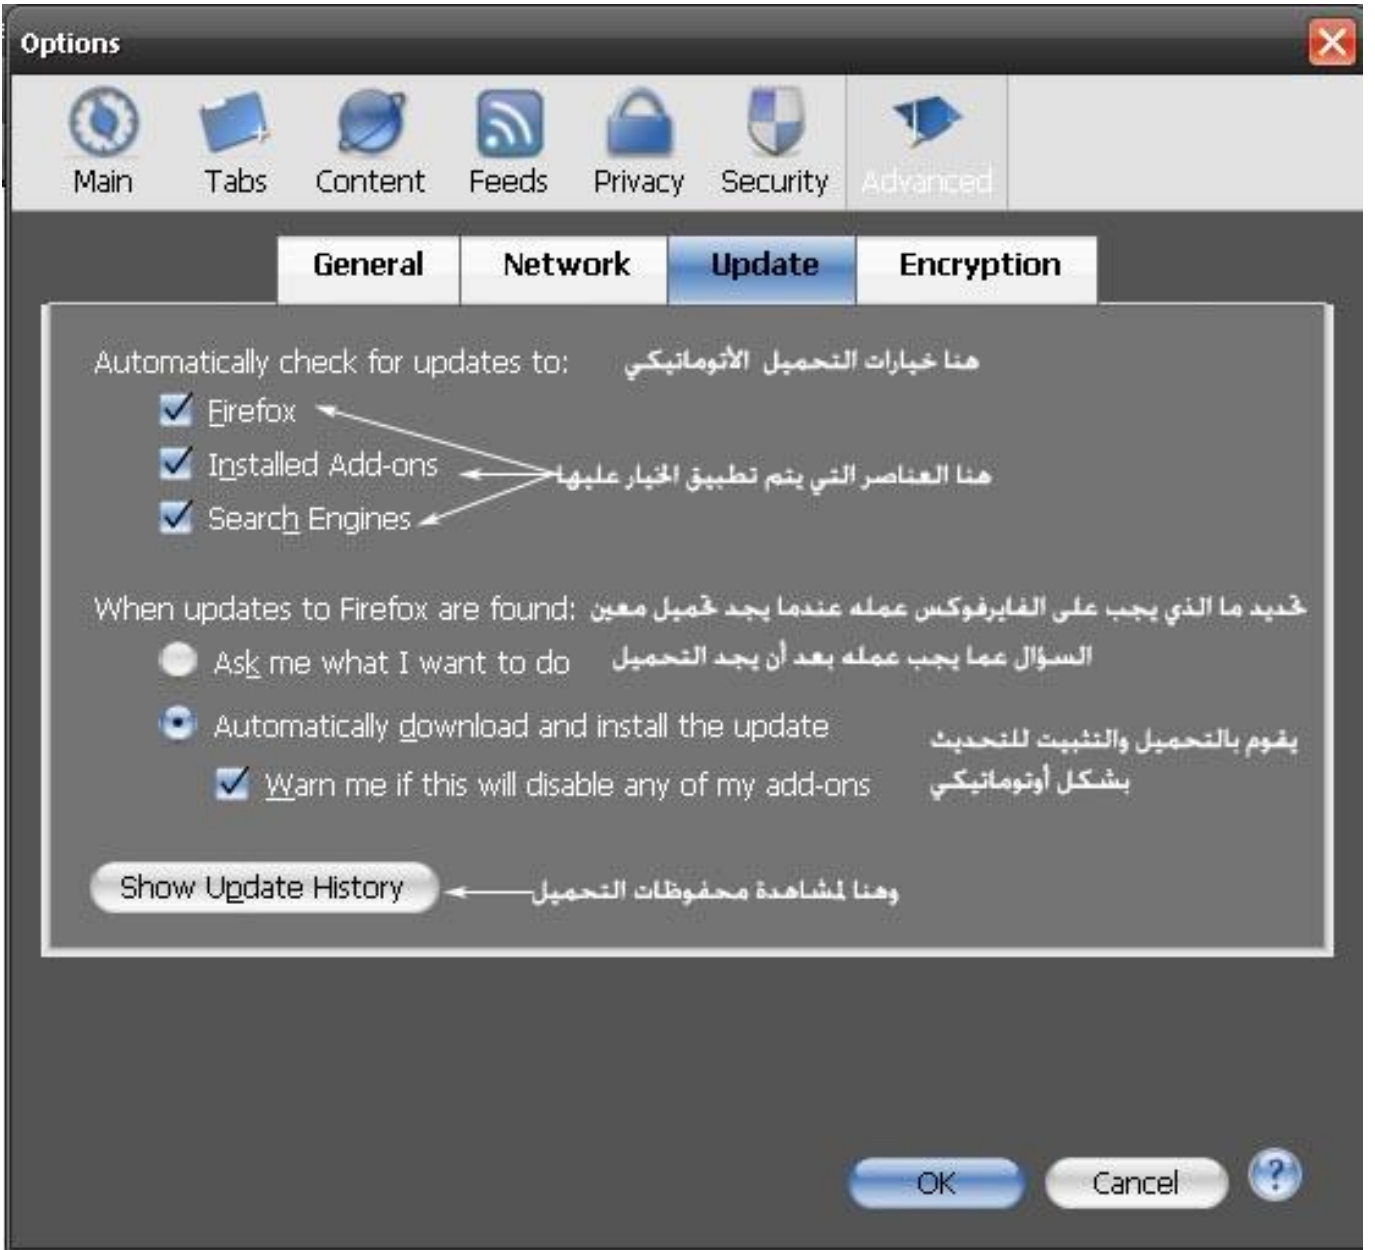 Options
Main Tabs Content Feeds Privacy Security Advanced
General Network Update Encryption
Automatically check for updates to: هنا خيارات التحميل الأتوماتيكي
Firefox
Installed Add-ons هنا العناصر التي يتم تطبيق الخيار عليها
Search Engines
When updates to Firefox are found: تحديد ما الذي يجب على الفايرفوكس عمله عندما يجد تحميل معين
Ask me what I want to do السؤال عما يجب عمله بعد أن يجد التحميل
Automatically download and install the update يقوم بالتحميل والتثبيت للتحديث
Warn me if this will disable any of my add-ons بشكل أوتوماتيكي
Show Update History وهنا لمشاهدة محفوظات التحميل
OK Cancel ?